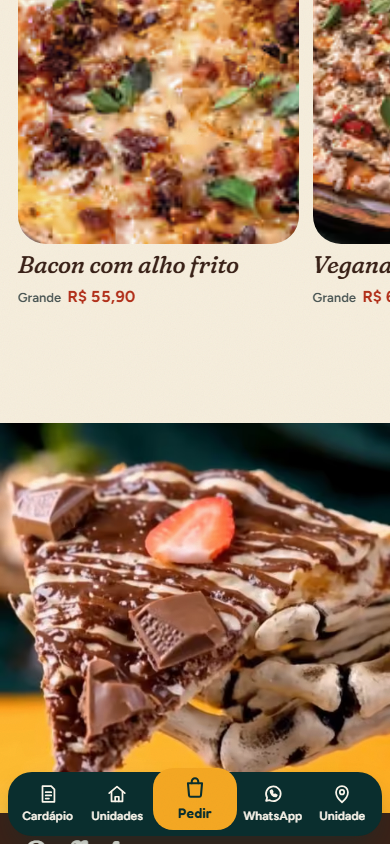 Bacon com alho frito
Vegana
Grande R$ 55,90
Grande R$
Cardápio
Unidades
Pedir
WhatsApp
Unidade